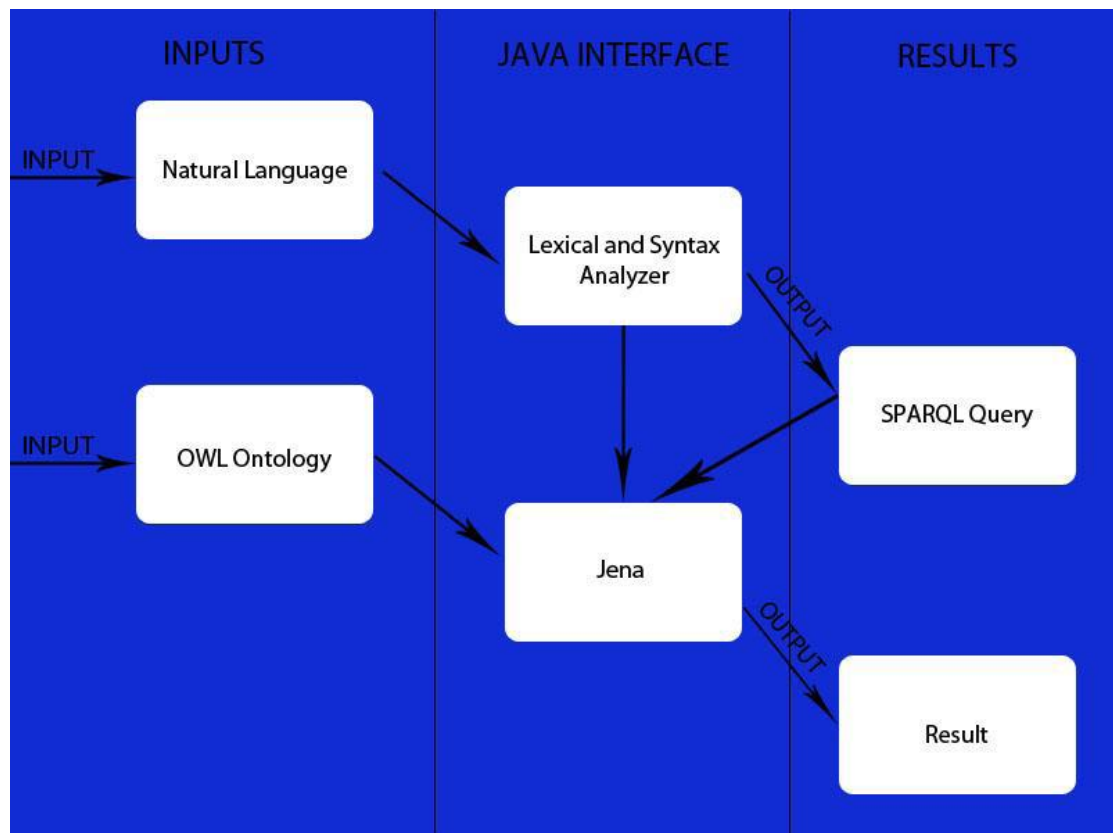 INPUTS
JAVA INTERFACE
RESULTS
INPUT
Natural Language
Lexical and Syntax
Analyzer
OUTPUT
SPARQL Query
INPUT
OWL Ontology
Jena
OUTPUT
Result